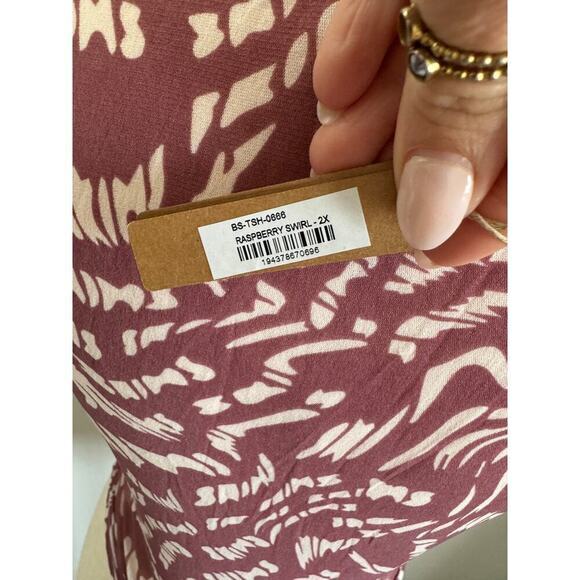 BS-TSH-0666
RASPBERRY SWIRL - 2X
194378670696